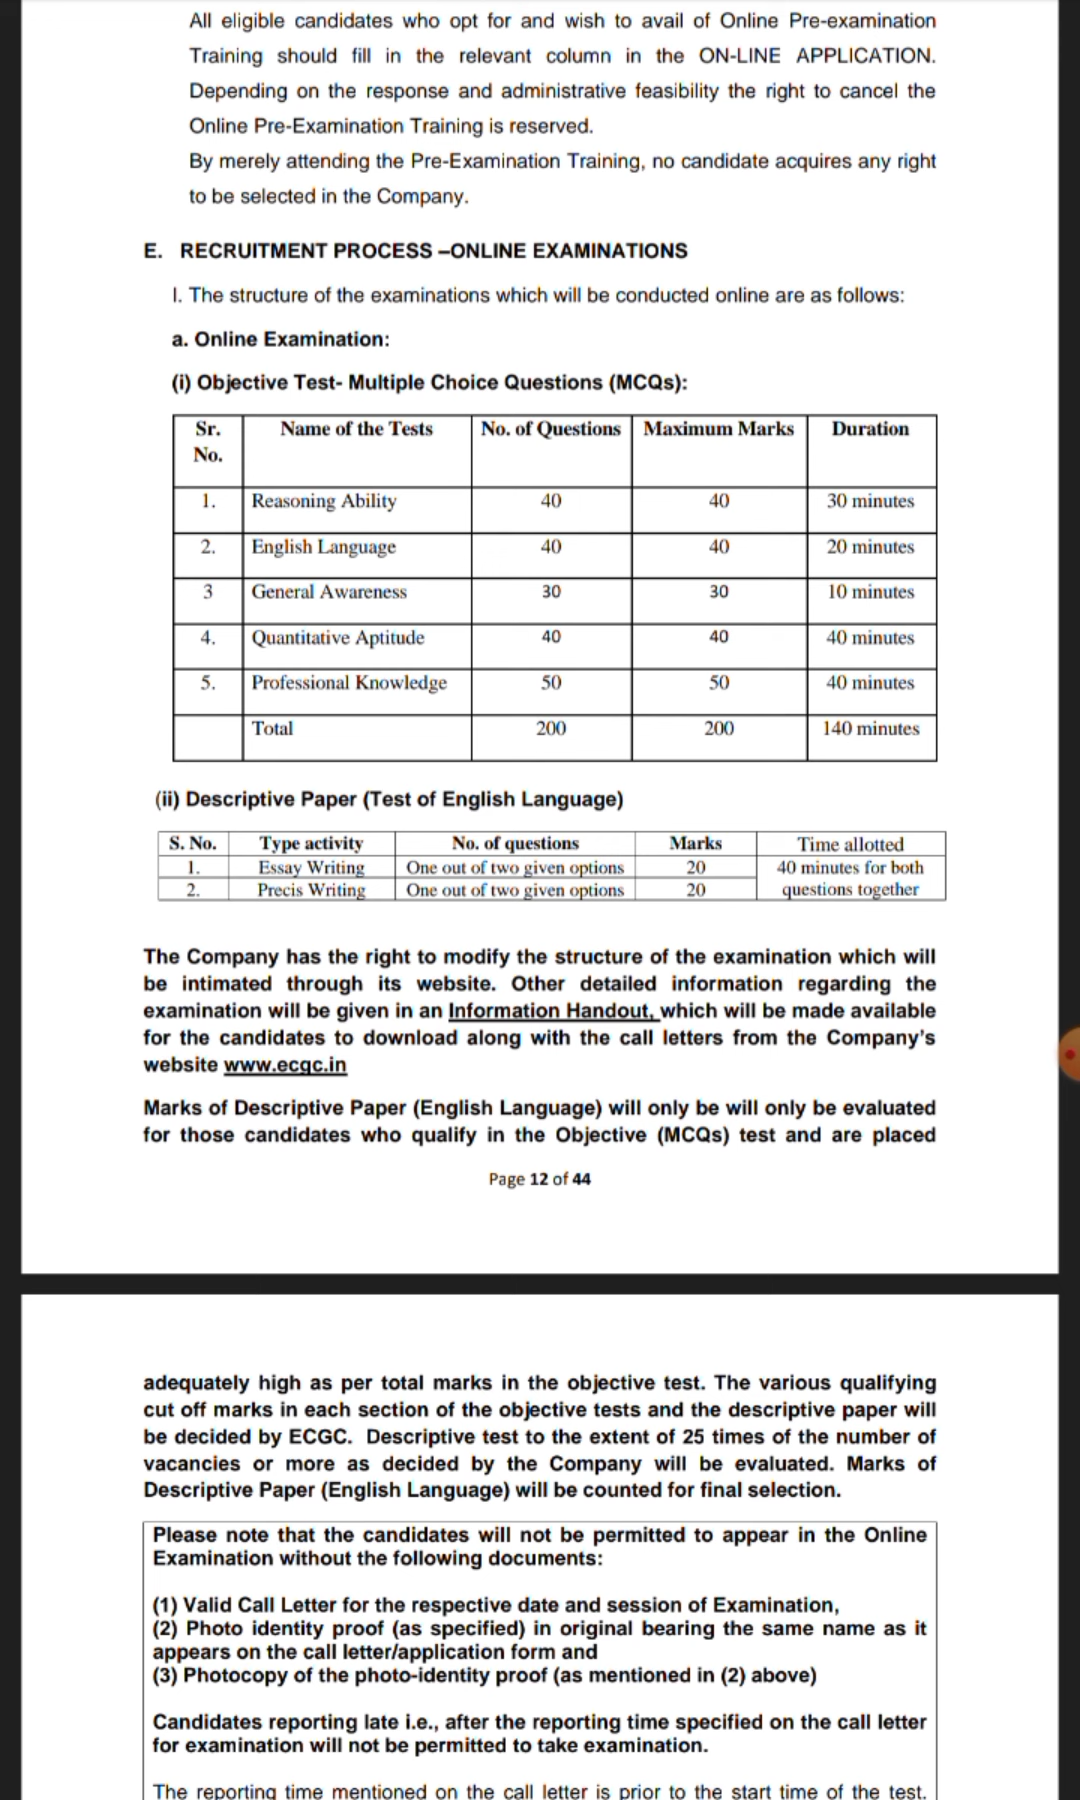 All eligible candidates who opt for and wish to avail of Online Pre-examination
Training should fill in the relevant column in the ON-LINE APPLICATION.
Depending on the response and administrative feasibility the right to cancel the
Online Pre-Examination Training is reserved.
By merely attending the Pre-Examination Training, no candidate acquires any right
to be selected in the Company.
E. RECRUITMENT PROCESS –ONLINE EXAMINATIONS
I. The structure of the examinations which will be conducted online are as follows:
a. Online Examination:
(i) Objective Test- Multiple Choice Questions (MCQs):
Sr. No. Name of the Tests No. of Questions Maximum Marks Duration
1. Reasoning Ability 40 40 30 minutes
2. English Language 40 40 20 minutes
3 General Awareness 30 30 10 minutes
4. Quantitative Aptitude 40 40 40 minutes
5. Professional Knowledge 50 50 40 minutes
Total 200 200 140 minutes
(ii) Descriptive Paper (Test of English Language)
S. No. Type activity No. of questions Marks Time allotted
1. Essay Writing One out of two given options 20 40 minutes for both
2. Precis Writing One out of two given options 20 questions together
The Company has the right to modify the structure of the examination which will
be intimated through its website. Other detailed information regarding the
examination will be given in an Information Handout, which will be made available
for the candidates to download along with the call letters from the Company's
website www.ecgc.in
Marks of Descriptive Paper (English Language) will only be will only be evaluated
for those candidates who qualify in the Objective (MCQs) test and are placed
Page 12 of 44
adequately high as per total marks in the objective test. The various qualifying
cut off marks in each section of the objective tests and the descriptive paper will
be decided by ECGC. Descriptive test to the extent of 25 times of the number of
vacancies or more as decided by the Company will be evaluated. Marks of
Descriptive Paper (English Language) will be counted for final selection.
Please note that the candidates will not be permitted to appear in the Online
Examination without the following documents:
(1) Valid Call Letter for the respective date and session of Examination,
(2) Photo identity proof (as specified) in original bearing the same name as it
appears on the call letter/application form and
(3) Photocopy of the photo-identity proof (as mentioned in (2) above)
Candidates reporting late i.e., after the reporting time specified on the call letter
for examination will not be permitted to take examination.
The reporting time mentioned on the call letter is prior to the start time of the test.